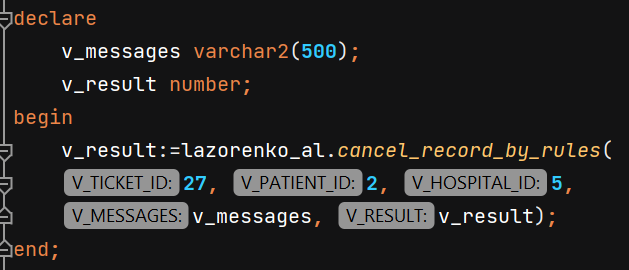 declare
v_messages varchar2(500);
v_result number;
begin
v_result:=lazorenko_al.cancel_record_by_rules(
V_TICKET_ID: 27, V_PATIENT_ID: 2, V_HOSPITAL_ID: 5,
V_MESSAGES: v_messages, V_RESULT: v_result);
end;